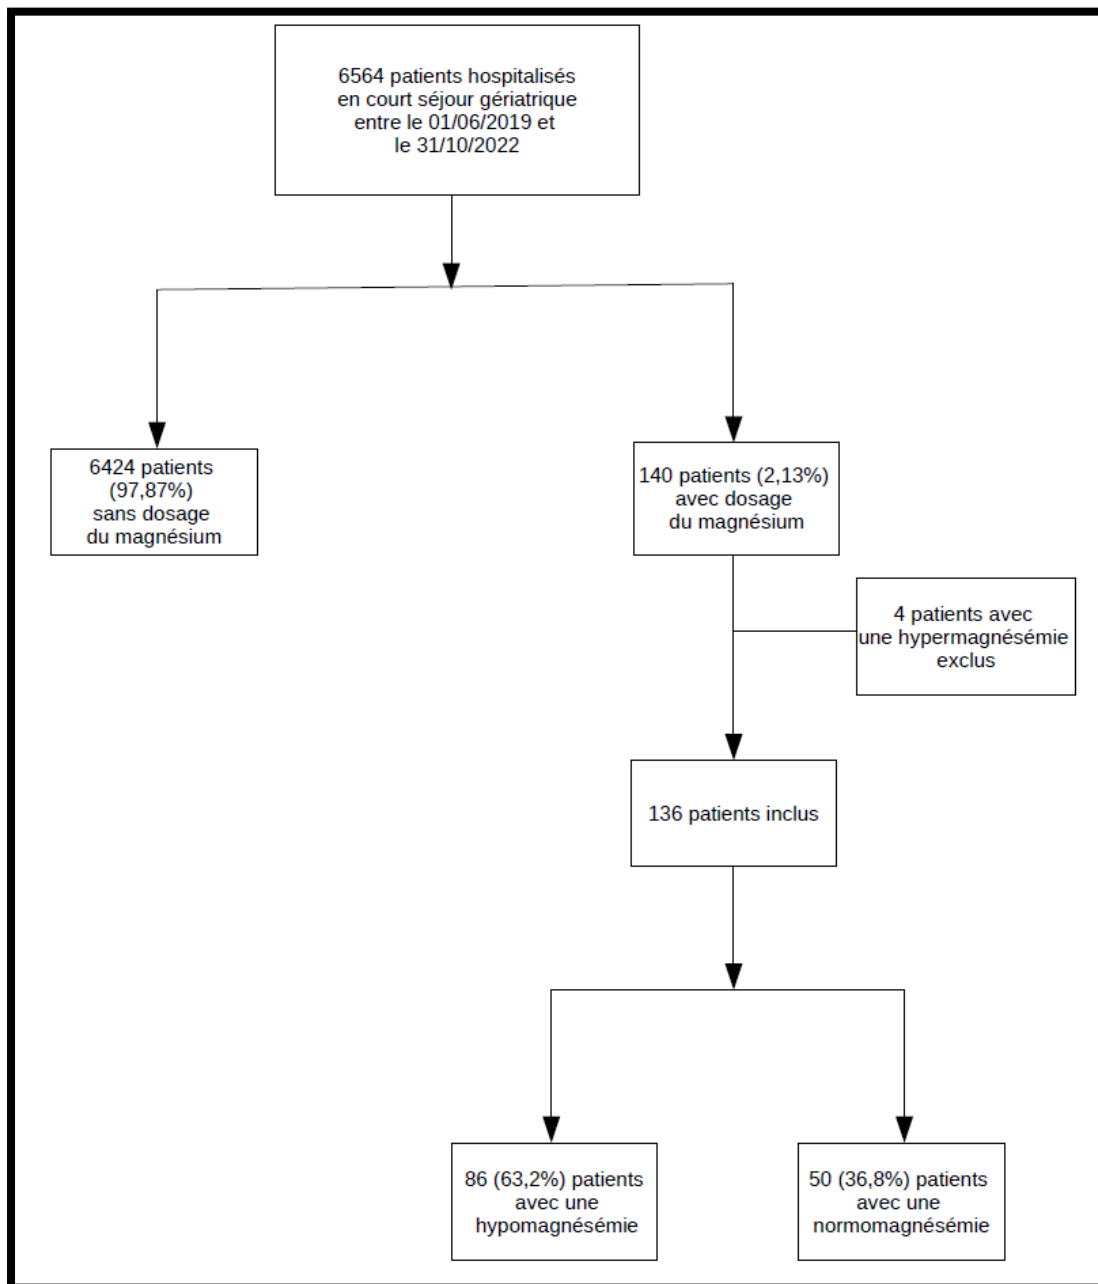 6564 patients hospitalisés
en court séjour gériatrique
entre le 01/06/2019 et
le 31/10/2022
6424 patients
(97,87%)
sans dosage
du magnésium
140 patients (2,13%)
avec dosage
du magnésium
4 patients avec
une hypermagnésémie
exclus
136 patients inclus
86 (63,2%) patients
avec une
hypomagnésémie
50 (36,8%) patients
avec une
normomagnésémie